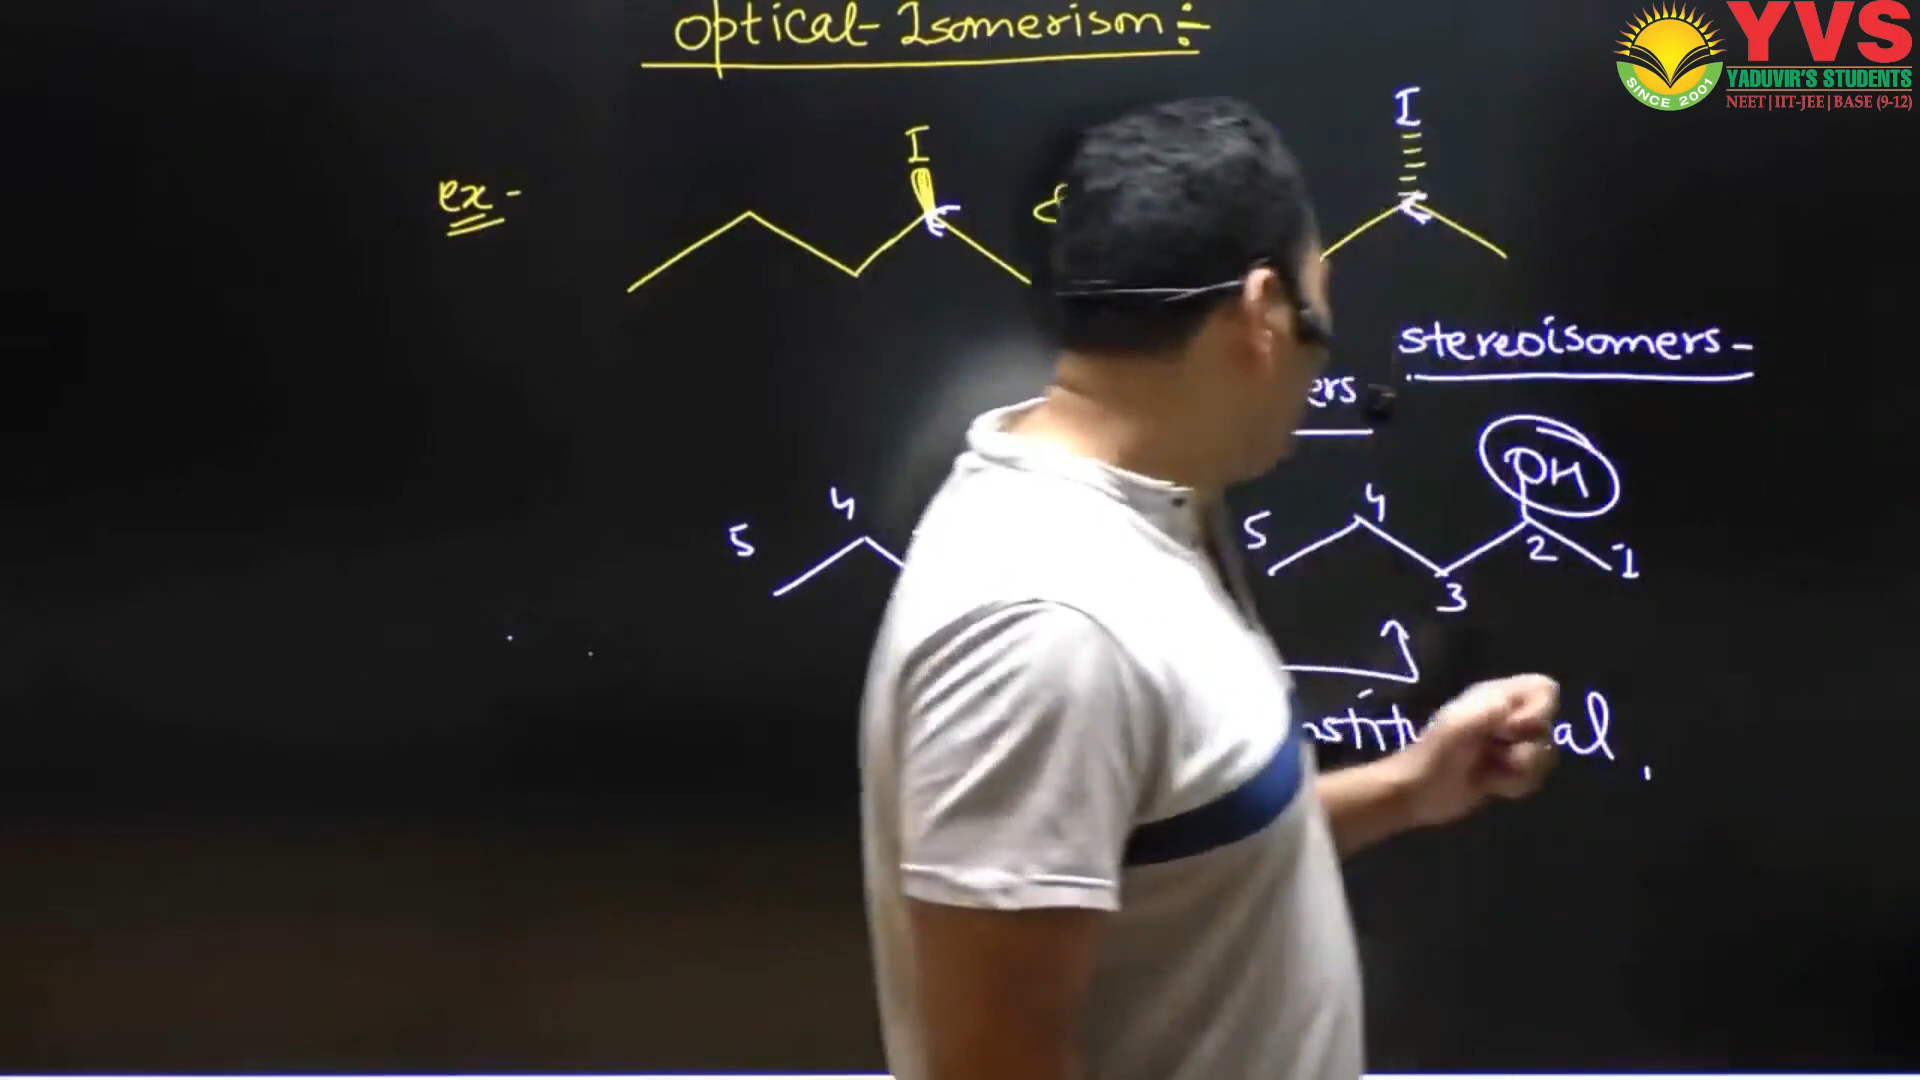 Optical-Isomerism:-
YVS
YADUVIR'S STUDENTS
NEET | IIT-JEE | BASE (9-12)
SINCE 2001
ex-
I
I
stereoisomers-
OH
5 4
5 4 3 2 1